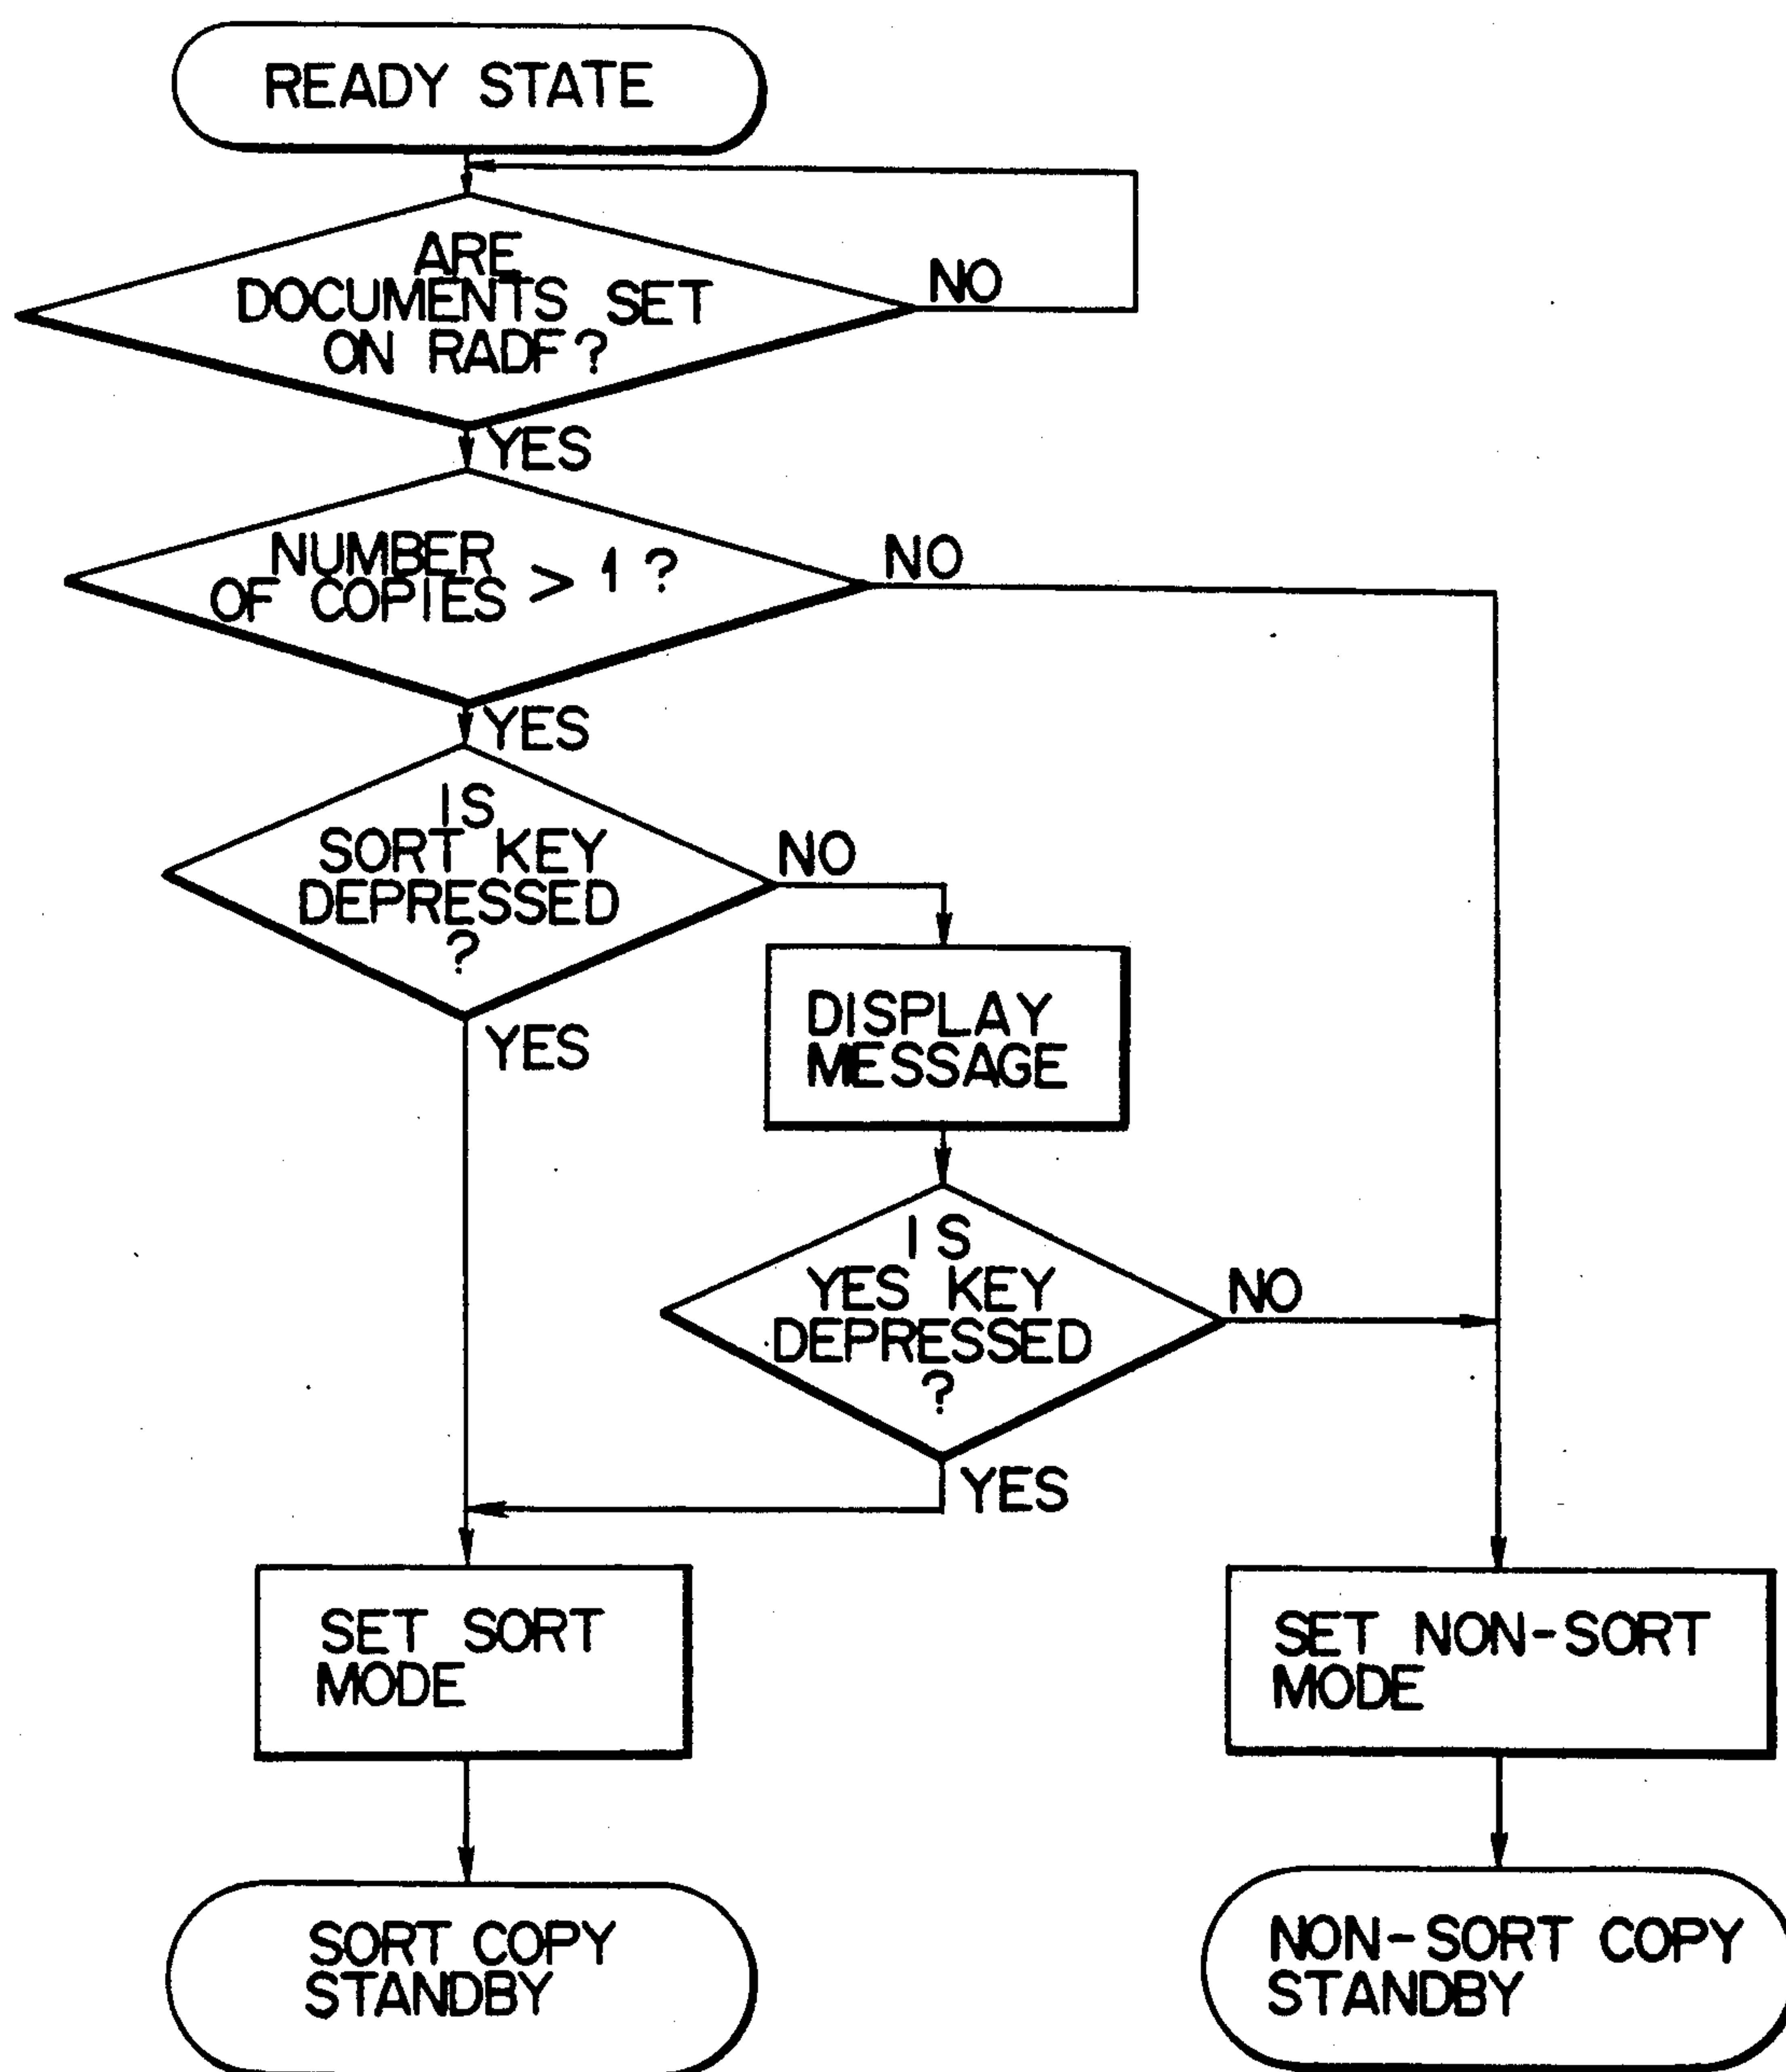 READY STATE
ARE
DOCUMENTS SET
ON RADF?
NO
YES
NUMBER
OF COPIES > 1 ?
NO
YES
IS
SORT KEY
DEPRESSED
?
NO
YES
DISPLAY
MESSAGE
IS
YES KEY
DEPRESSED
?
NO
YES
SET SORT
MODE
SET NON-SORT
MODE
SORT COPY
STANDBY
NON-SORT COPY
STANDBY